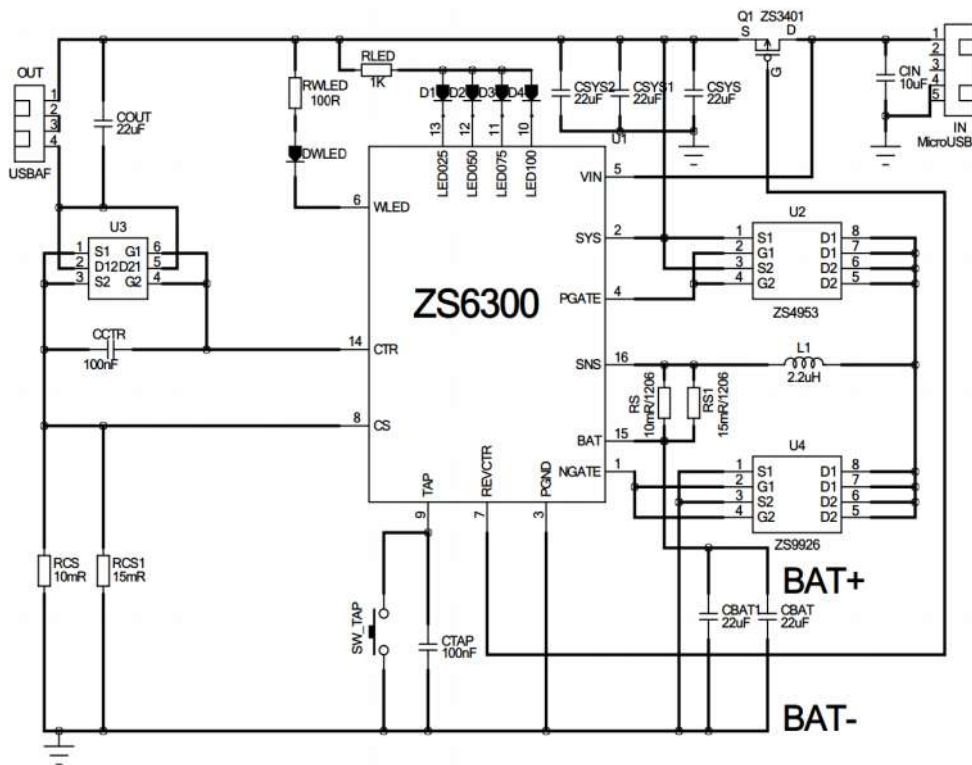 Q1 ZS3401
S D
G
OUT
1
2
3
4
USBAF
COUT
22uF
RWLED
100R
DWLED
RLED
1K
D1 D2 D3 D4
13 12 11 10
LED025 LED050 LED075 LED100
CSYS2
22uF
CSYS1
22uF
CSYS
22uF
U1
CIN
10uF
1
2
3
4
5
IN
MicroUSB
5 VIN
6 WLED
2 SYS
4 PGATE
ZS6300
16 SNS
14 CTR
15 BAT
8 CS
1 NGATE
TAP REVCTR PGND
9 7 3
U3
1 S1 G1 6
2 D12 D21 5
3 S2 G2 4
CCTR
100nF
U2
1 S1 D1 8
2 G1 D1 7
3 S2 D2 6
4 G2 D2 5
ZS4953
L1
2.2uH
RS
10mR/1206
RS1
15mR/1206
U4
1 S1 D1 8
2 G1 D1 7
3 S2 D2 6
4 G2 D2 5
ZS9926
RCS
10mR
RCS1
15mR
SW_TAP
CTAP
100nF
BAT+
CBAT1
22uF
CBAT
22uF
BAT-